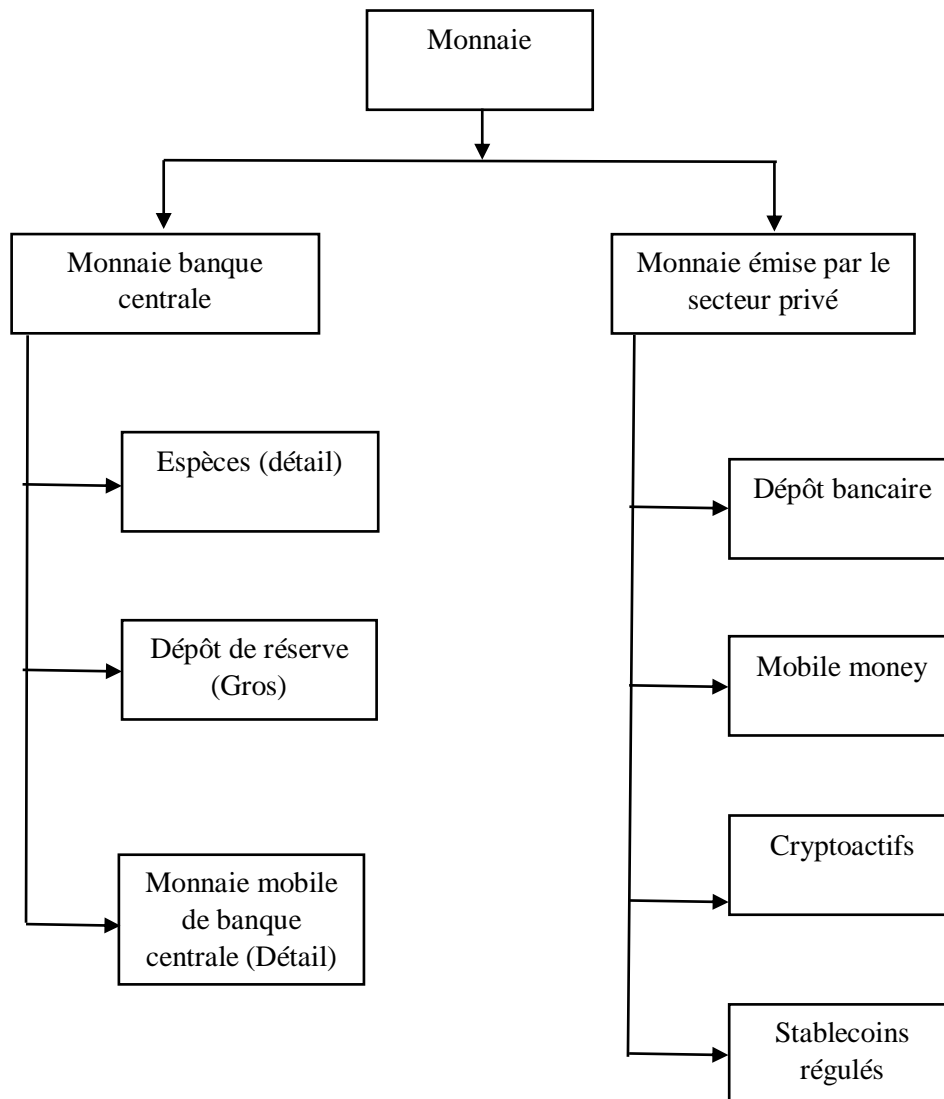 Monnaie
Monnaie banque
centrale
Monnaie émise par le
secteur privé
Espèces (détail)
Dépôt de réserve
(Gros)
Monnaie mobile
de banque
centrale (Détail)
Dépôt bancaire
Mobile money
Cryptoactifs
Stablecoins
régulés